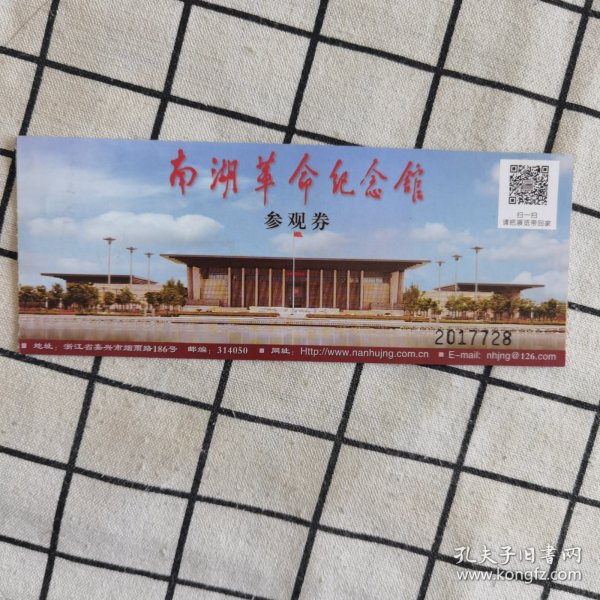 南湖革命纪念馆
参观券
扫一扫
请把展览带回家
2017728
■ 地址：浙江省嘉兴市烟雨路186号 邮编：314050 ■ 网址：Http://www.nanhujng.com.cn ■ E-mail: nhjng@126.com
孔夫子旧书网
www.kongfz.com